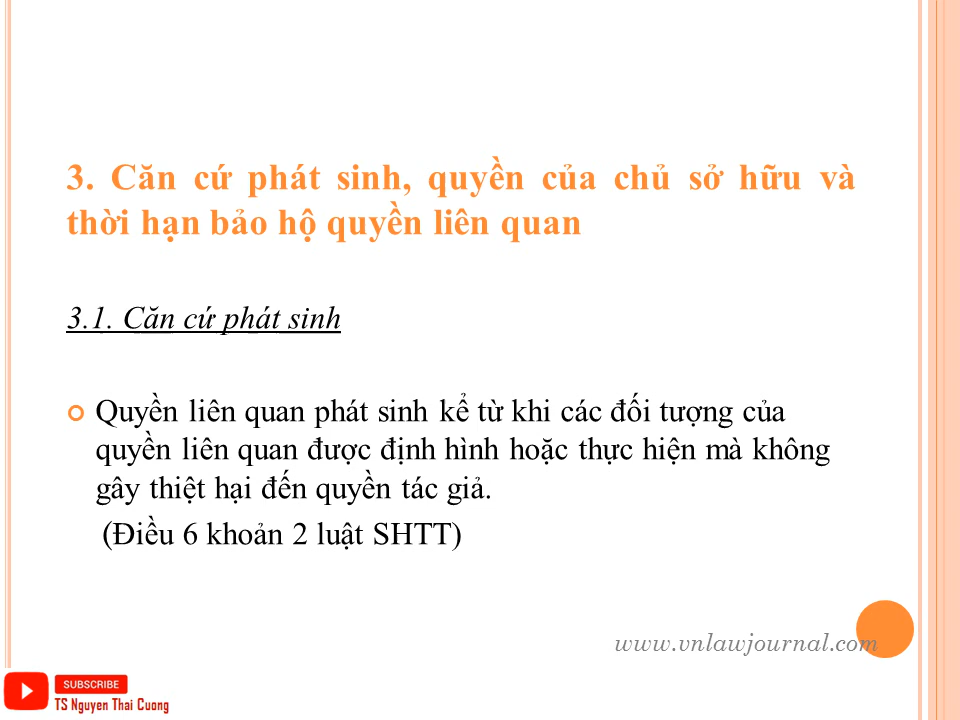 3. Căn cứ phát sinh, quyền của chủ sở hữu và
thời hạn bảo hộ quyền liên quan
3.1. Căn cứ phát sinh
Quyền liên quan phát sinh kể từ khi các đối tượng của
quyền liên quan được định hình hoặc thực hiện mà không
gây thiệt hại đến quyền tác giả.
(Điều 6 khoản 2 luật SHTT)
www.vnlawjournal.com
SUBSCRIBE
TS Nguyen Thai Cuong